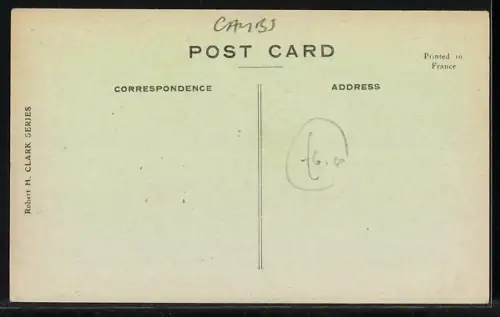 CAMBS
POST CARD
Printed in
France
CORRESPONDENCE
ADDRESS
Robert H. CLARK SERIES